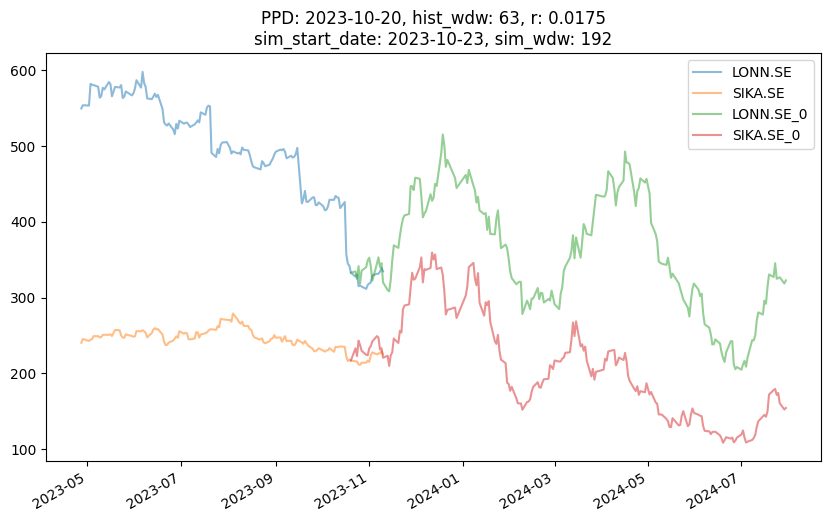 PPD: 2023-10-20, hist_wdw: 63, r: 0.0175
sim_start_date: 2023-10-23, sim_wdw: 192
LONN.SE
SIKA.SE
LONN.SE_0
SIKA.SE_0
600
500
400
300
200
100
2023-05
2023-07
2023-09
2023-11
2024-01
2024-03
2024-05
2024-07